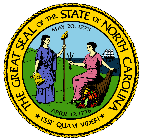 THE GREAT SEAL OF THE STATE OF NORTH CAROLINA
MAY 20, 1775
APRIL 12, 1776
ESSE QUAM VIDERI